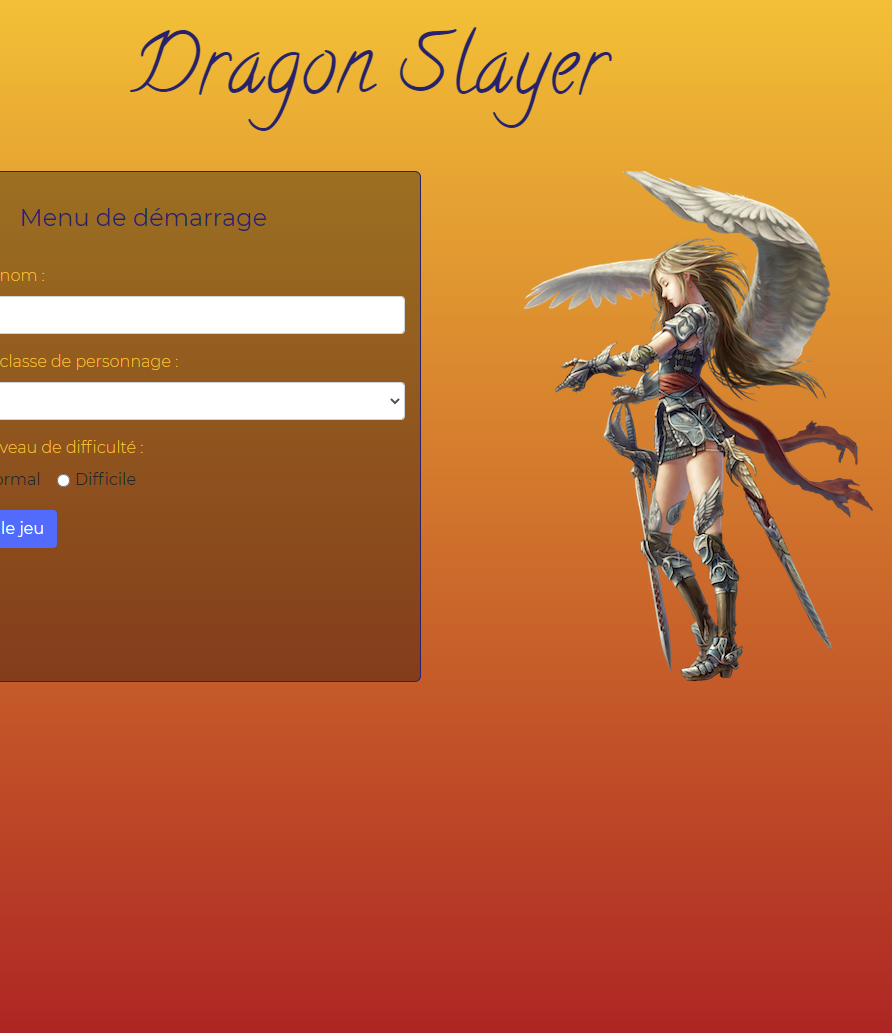 Dragon Slayer
Menu de démarrage
nom :
classe de personnage :
veau de difficulté :
ormal Difficile
le jeu